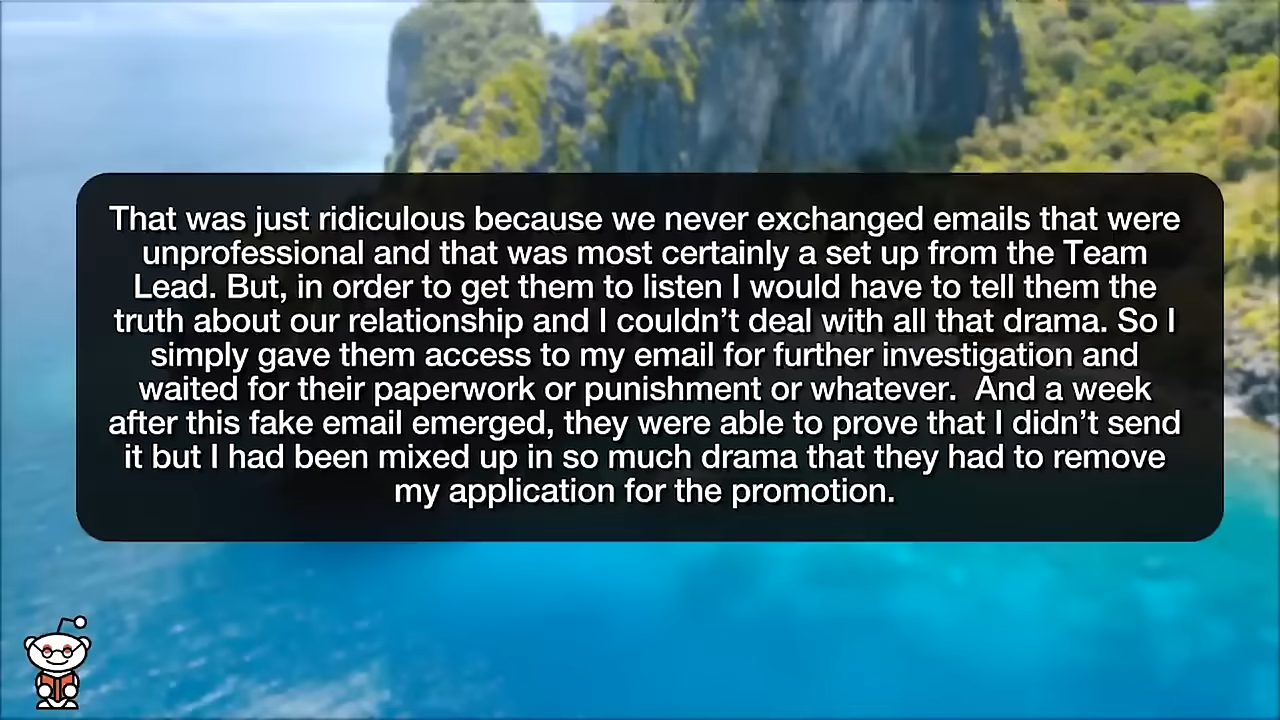 That was just ridiculous because we never exchanged emails that were
unprofessional and that was most certainly a set up from the Team
Lead. But, in order to get them to listen I would have to tell them the
truth about our relationship and I couldn’t deal with all that drama. So I
simply gave them access to my email for further investigation and
waited for their paperwork or punishment or whatever.  And a week
after this fake email emerged, they were able to prove that I didn’t send
it but I had been mixed up in so much drama that they had to remove
my application for the promotion.